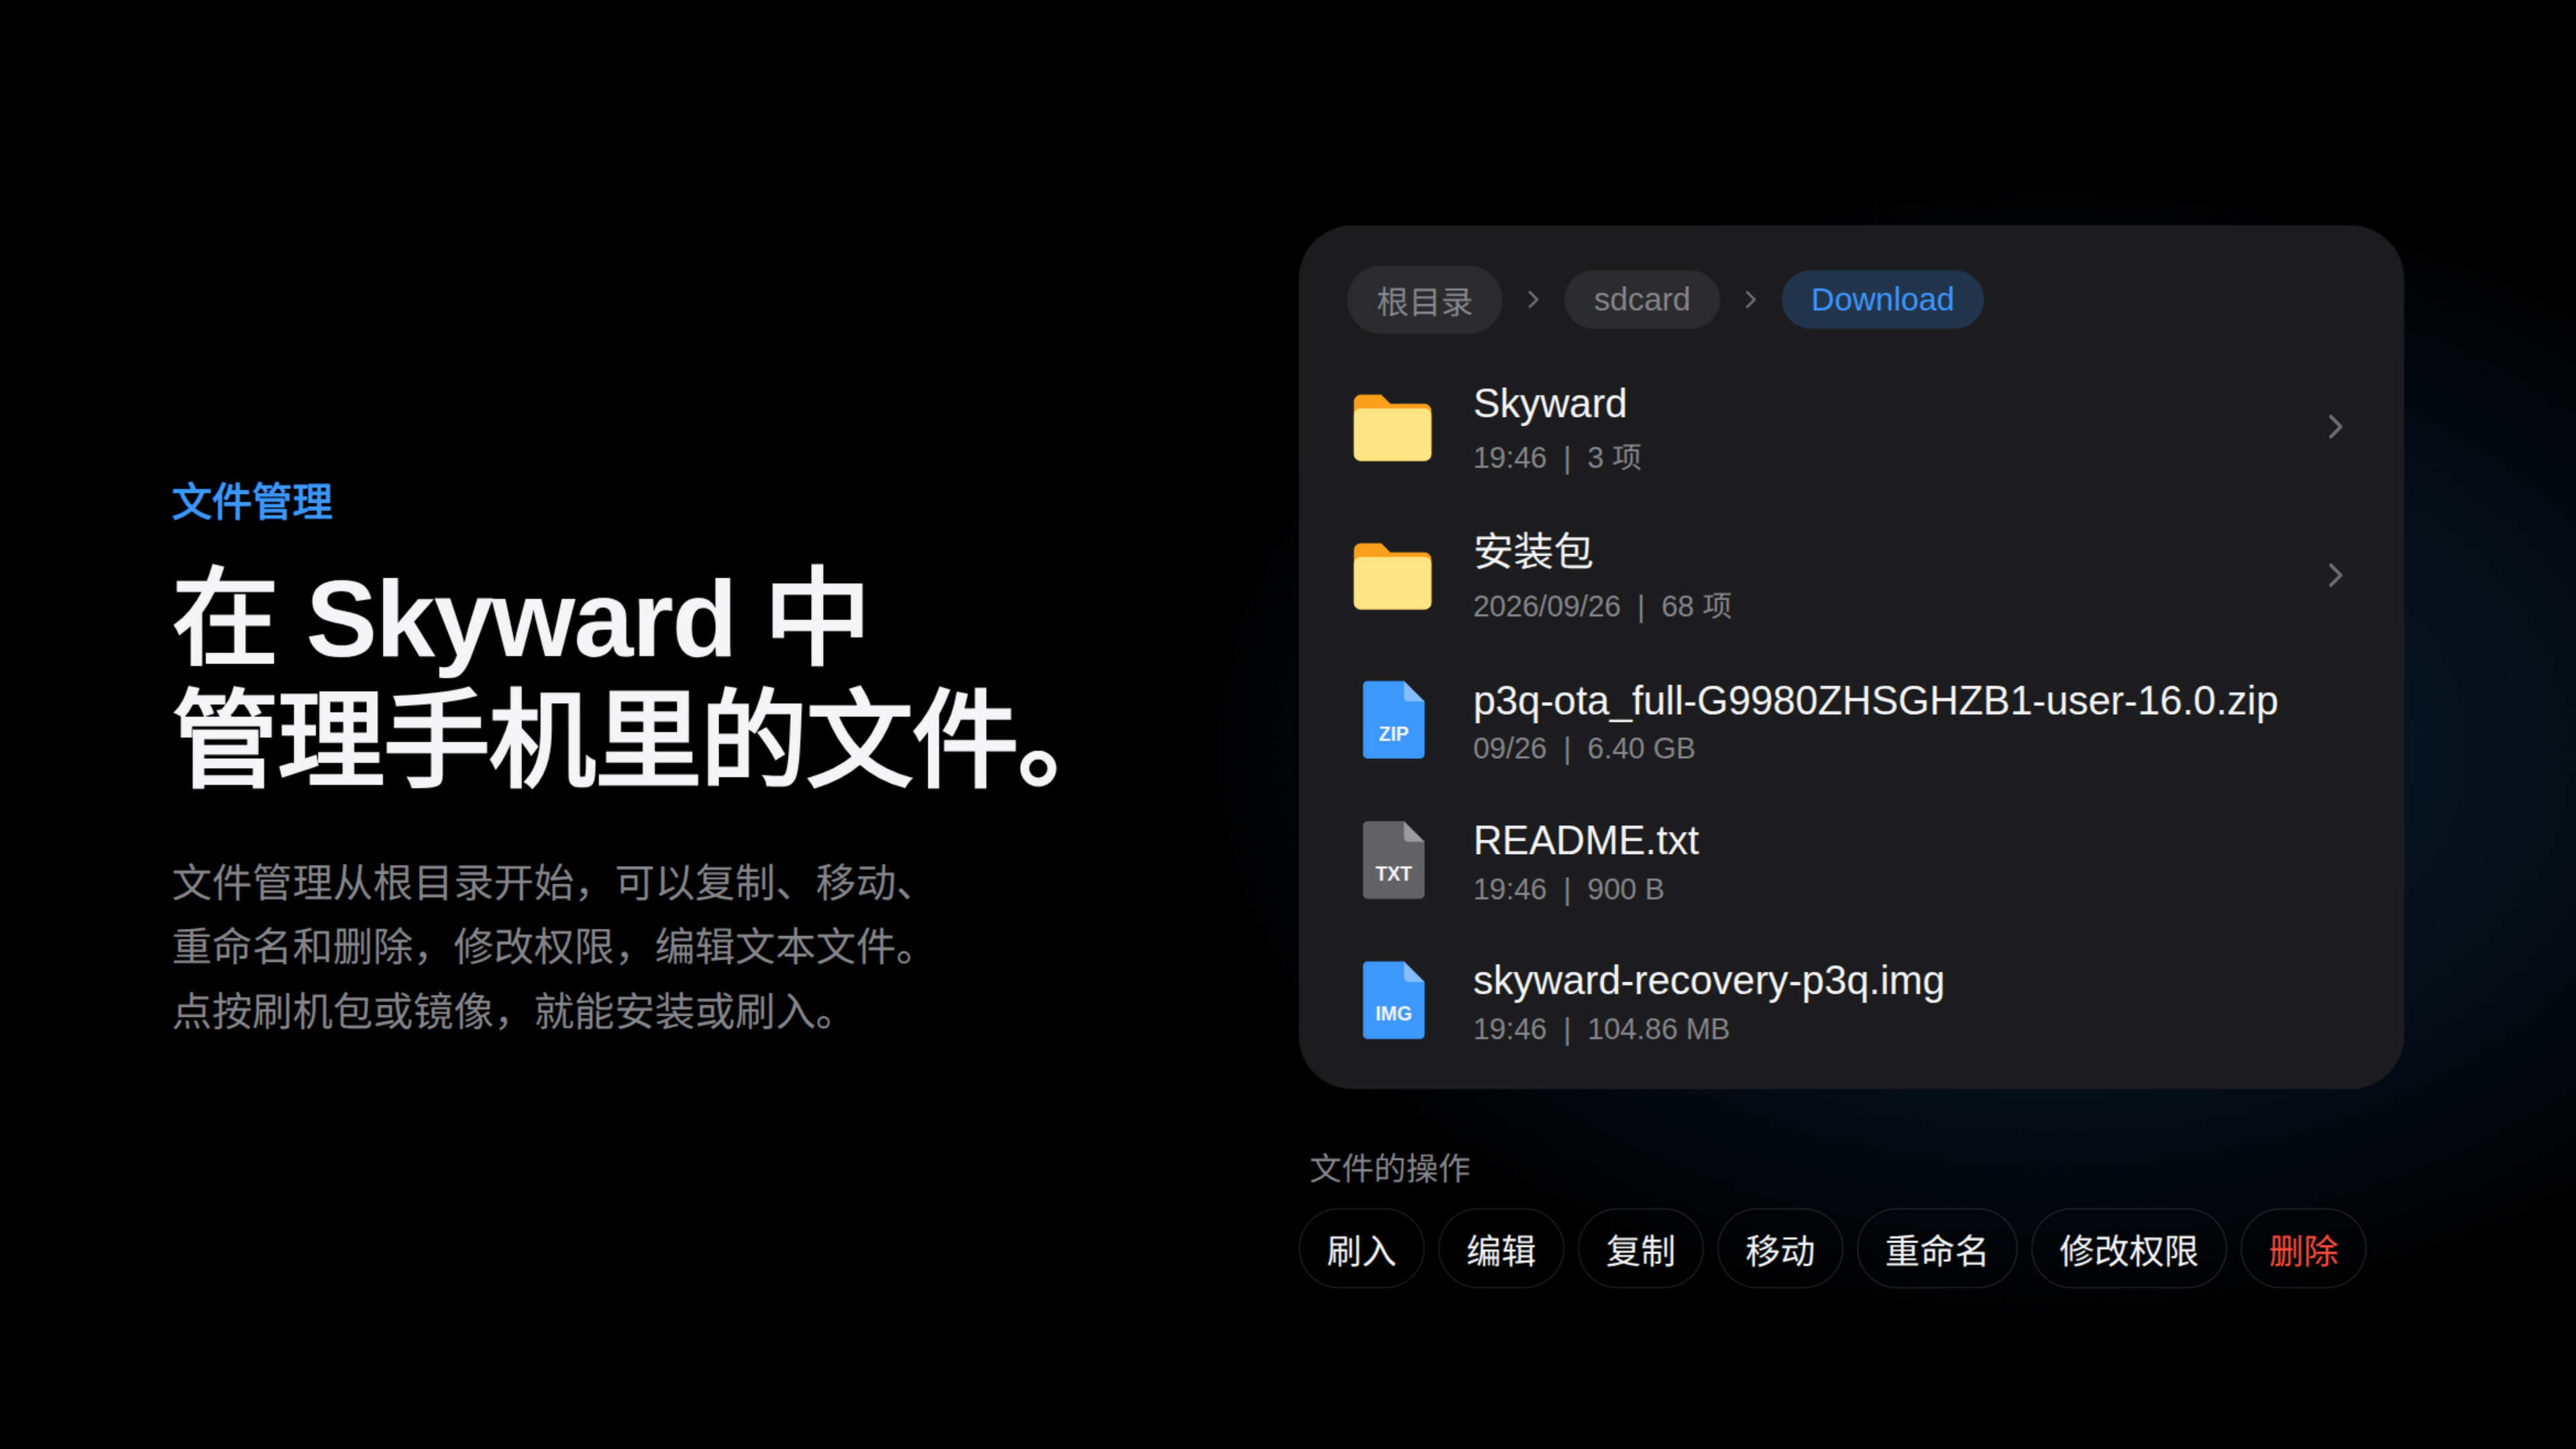 文件管理
在 Skyward 中
管理手机里的文件。
文件管理从根目录开始，可以复制、移动、
重命名和删除，修改权限，编辑文本文件。
点按刷机包或镜像，就能安装或刷入。
根目录 › sdcard › Download
Skyward
19:46 | 3 项
安装包
2026/09/26 | 68 项
ZIP
p3q-ota_full-G9980ZHSGHZB1-user-16.0.zip
09/26 | 6.40 GB
TXT
README.txt
19:46 | 900 B
IMG
skyward-recovery-p3q.img
19:46 | 104.86 MB
文件的操作
刷入 编辑 复制 移动 重命名 修改权限 删除